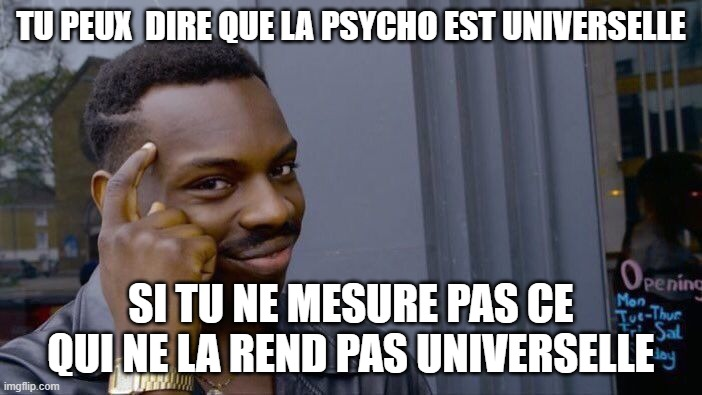 TU PEUX  DIRE QUE LA PSYCHO EST UNIVERSELLE
SI TU NE MESURE PAS CE
QUI NE LA REND PAS UNIVERSELLE
Opening
Mon
Tue-Thur
Fri Sat
imgflip.com